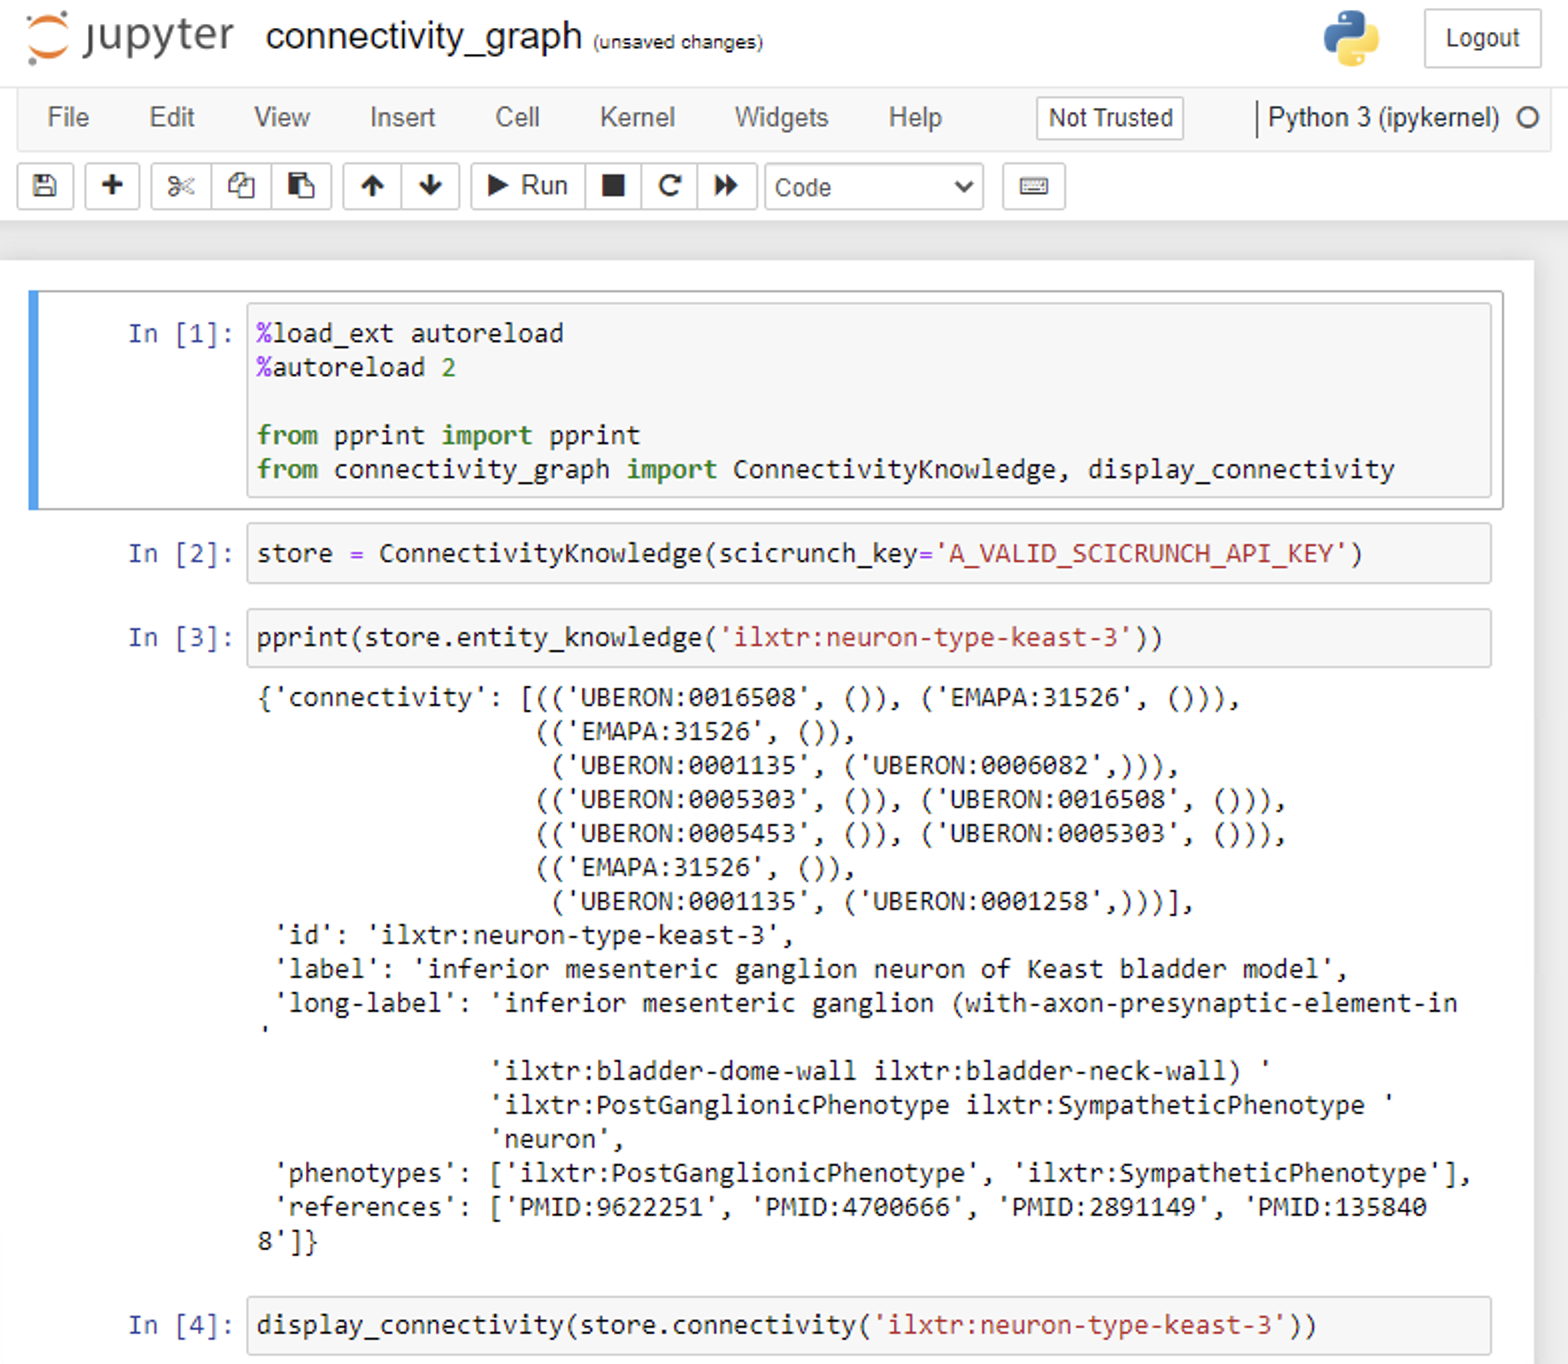 jupyter connectivity_graph (unsaved changes) Logout
File Edit View Insert Cell Kernel Widgets Help Not Trusted Python 3 (ipykernel)
Run Code
In [1]: %load_ext autoreload
%autoreload 2
from pprint import pprint
from connectivity_graph import ConnectivityKnowledge, display_connectivity
In [2]: store = ConnectivityKnowledge(scicrunch_key='A_VALID_SCICRUNCH_API_KEY')
In [3]: pprint(store.entity_knowledge('ilxtr:neuron-type-keast-3'))
{'connectivity': [(('UBERON:0016508', ()), ('EMAPA:31526', ())),
(('EMAPA:31526', ()),
('UBERON:0001135', ('UBERON:0006082',))),
(('UBERON:0005303', ()), ('UBERON:0016508', ())),
(('UBERON:0005453', ()), ('UBERON:0005303', ())),
(('EMAPA:31526', ()),
('UBERON:0001135', ('UBERON:0001258',)))],
'id': 'ilxtr:neuron-type-keast-3',
'label': 'inferior mesenteric ganglion neuron of Keast bladder model',
'long-label': 'inferior mesenteric ganglion (with-axon-presynaptic-element-in
'
'ilxtr:bladder-dome-wall ilxtr:bladder-neck-wall) '
'ilxtr:PostGanglionicPhenotype ilxtr:SympatheticPhenotype '
'neuron',
'phenotypes': ['ilxtr:PostGanglionicPhenotype', 'ilxtr:SympatheticPhenotype'],
'references': ['PMID:9622251', 'PMID:4700666', 'PMID:2891149', 'PMID:135840
8']}
In [4]: display_connectivity(store.connectivity('ilxtr:neuron-type-keast-3'))